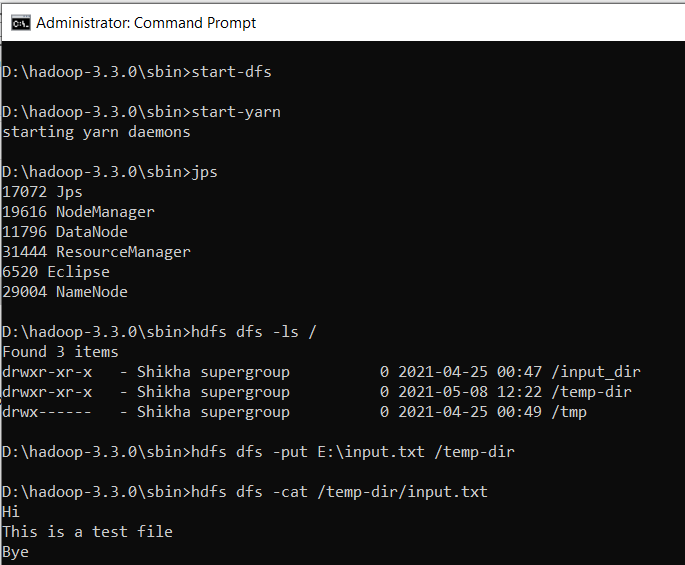 Administrator: Command Prompt
D:\hadoop-3.3.0\sbin>start-dfs
D:\hadoop-3.3.0\sbin>start-yarn
starting yarn daemons
D:\hadoop-3.3.0\sbin>jps
17072 Jps
19616 NodeManager
11796 DataNode
31444 ResourceManager
6520 Eclipse
29004 NameNode
D:\hadoop-3.3.0\sbin>hdfs dfs -ls /
Found 3 items
drwxr-xr-x   - Shikha supergroup          0 2021-04-25 00:47 /input_dir
drwxr-xr-x   - Shikha supergroup          0 2021-05-08 12:22 /temp-dir
drwx------   - Shikha supergroup          0 2021-04-25 00:49 /tmp
D:\hadoop-3.3.0\sbin>hdfs dfs -put E:\input.txt /temp-dir
D:\hadoop-3.3.0\sbin>hdfs dfs -cat /temp-dir/input.txt
Hi
This is a test file
Bye